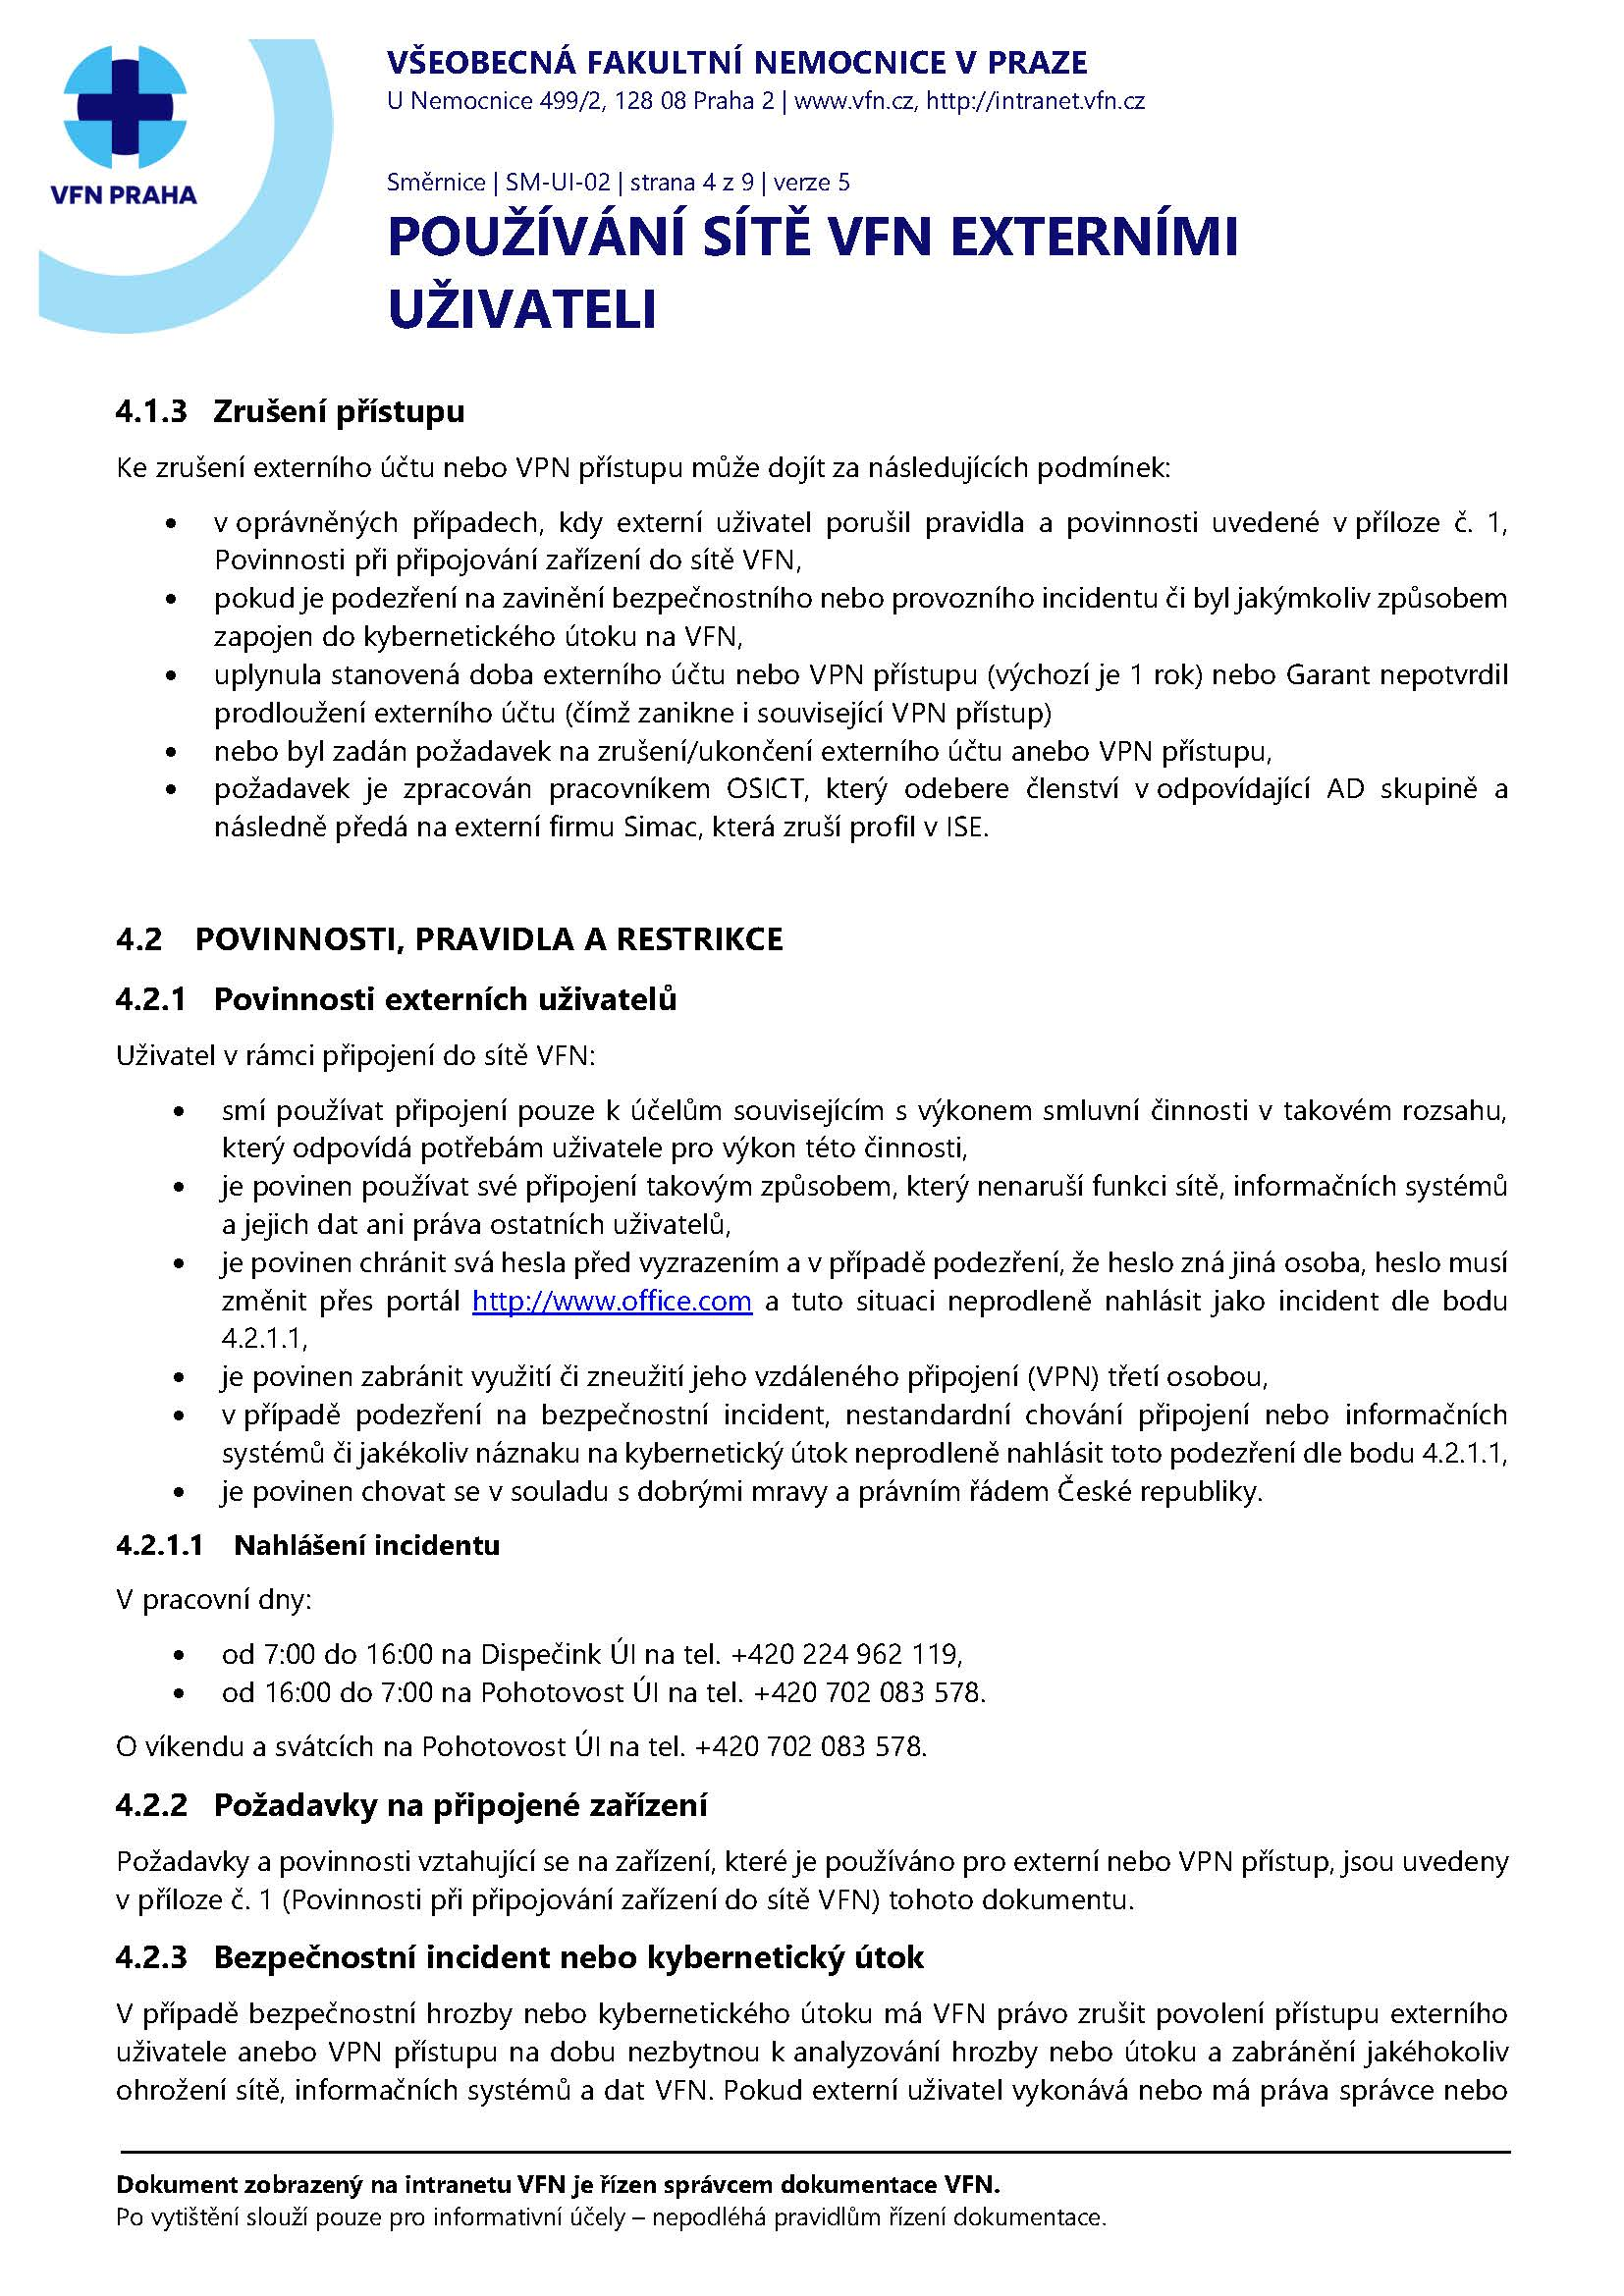 VFN PRAHA
VŠEOBECNÁ FAKULTNÍ NEMOCNICE V PRAZE
U Nemocnice 499/2, 128 08 Praha 2 | www.vfn.cz, http://intranet.vfn.cz
Směrnice | SM-UI-02 | strana 4 z 9 | verze 5
POUŽÍVÁNÍ SÍTĚ VFN EXTERNÍMI
UŽIVATELI
4.1.3 Zrušení přístupu
Ke zrušení externího účtu nebo VPN přístupu může dojít za následujících podmínek:
• v oprávněných případech, kdy externí uživatel porušil pravidla a povinnosti uvedené v příloze č. 1,
Povinnosti při připojování zařízení do sítě VFN,
• pokud je podezření na zavinění bezpečnostního nebo provozního incidentu či byl jakýmkoliv způsobem
zapojen do kybernetického útoku na VFN,
• uplynula stanovená doba externího účtu nebo VPN přístupu (výchozí je 1 rok) nebo Garant nepotvrdil
prodloužení externího účtu (čímž zanikne i související VPN přístup)
• nebo byl zadán požadavek na zrušení/ukončení externího účtu anebo VPN přístupu,
• požadavek je zpracován pracovníkem OSICT, který odebere členství v odpovídající AD skupině a
následně předá na externí firmu Simac, která zruší profil v ISE.
4.2 POVINNOSTI, PRAVIDLA A RESTRIKCE
4.2.1 Povinnosti externích uživatelů
Uživatel v rámci připojení do sítě VFN:
• smí používat připojení pouze k účelům souvisejícím s výkonem smluvní činnosti v takovém rozsahu,
který odpovídá potřebám uživatele pro výkon této činnosti,
• je povinen používat své připojení takovým způsobem, který nenaruší funkci sítě, informačních systémů
a jejich dat ani práva ostatních uživatelů,
• je povinen chránit svá hesla před vyzrazením a v případě podezření, že heslo zná jiná osoba, heslo musí
změnit přes portál http://www.office.com a tuto situaci neprodleně nahlásit jako incident dle bodu
4.2.1.1,
• je povinen zabránit využití či zneužití jeho vzdáleného připojení (VPN) třetí osobou,
• v případě podezření na bezpečnostní incident, nestandardní chování připojení nebo informačních
systémů či jakékoliv náznaku na kybernetický útok neprodleně nahlásit toto podezření dle bodu 4.2.1.1,
• je povinen chovat se v souladu s dobrými mravy a právním řádem České republiky.
4.2.1.1 Nahlášení incidentu
V pracovní dny:
• od 7:00 do 16:00 na Dispečink ÚI na tel. +420 224 962 119,
• od 16:00 do 7:00 na Pohotovost ÚI na tel. +420 702 083 578.
O víkendu a svátcích na Pohotovost ÚI na tel. +420 702 083 578.
4.2.2 Požadavky na připojené zařízení
Požadavky a povinnosti vztahující se na zařízení, které je používáno pro externí nebo VPN přístup, jsou uvedeny
v příloze č. 1 (Povinnosti při připojování zařízení do sítě VFN) tohoto dokumentu.
4.2.3 Bezpečnostní incident nebo kybernetický útok
V případě bezpečnostní hrozby nebo kybernetického útoku má VFN právo zrušit povolení přístupu externího
uživatele anebo VPN přístupu na dobu nezbytnou k analyzování hrozby nebo útoku a zabránění jakéhokoliv
ohrožení sítě, informačních systémů a dat VFN. Pokud externí uživatel vykonává nebo má práva správce nebo
Dokument zobrazený na intranetu VFN je řízen správcem dokumentace VFN.
Po vytištění slouží pouze pro informativní účely – nepodléhá pravidlům řízení dokumentace.